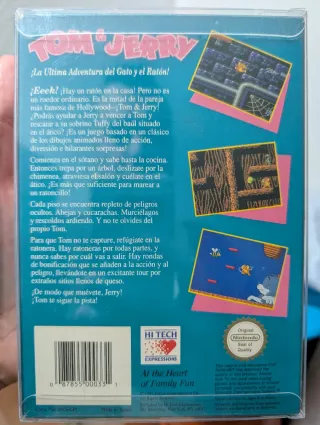 TOM & JERRY
¡La Ultima Aventura del Gato y el Ratón!
¡Eeek! ¡Hay un ratón en la casa! Pero no es
un roedor ordinario. Es la mitad de la pareja
más famosa de Hollywood--¡Tom & Jerry!
¿Podrás ayudar a Jerry a vencer a Tom y
rescatar a su sobrino Tuffy del baúl situado
en el ático? ¡Es un juego basado en un clásico
de los dibujos animados lleno de acción,
diversión e hilarantes sorpresas!
Comienza en el sótano y sabe hasta la cocina.
Entonces trepa por un árbol, deslízate por la
chimenea, atraviesa el salón y cuélate en el
ático. ¡Es más que suficiente para marear a
un ratoncillo!
Cada piso se encuentra repleto de peligros
ocultos. Abejas y cucarachas. Murciélagos
y rescoldos ardiendo. Y no te olvides del
propio Tom.
Para que Tom no te capture, refúgiate en la
ratonera. Hay ratoneras por todas partes, y
nunca sabes por cuál vas a salir. Hay rondas
de bonificación que se añaden a la acción y al
peligro, llevándote en un excitante tour por
extraños sitios llenos de queso.
¡De modo que muévete, Jerry!
¡Tom te sigue la pista!
0 87855 00033 1
HI TECH
EXPRESSIONS
At the Heart
of Family Fun
Original
Nintendo
Seal of
Quality